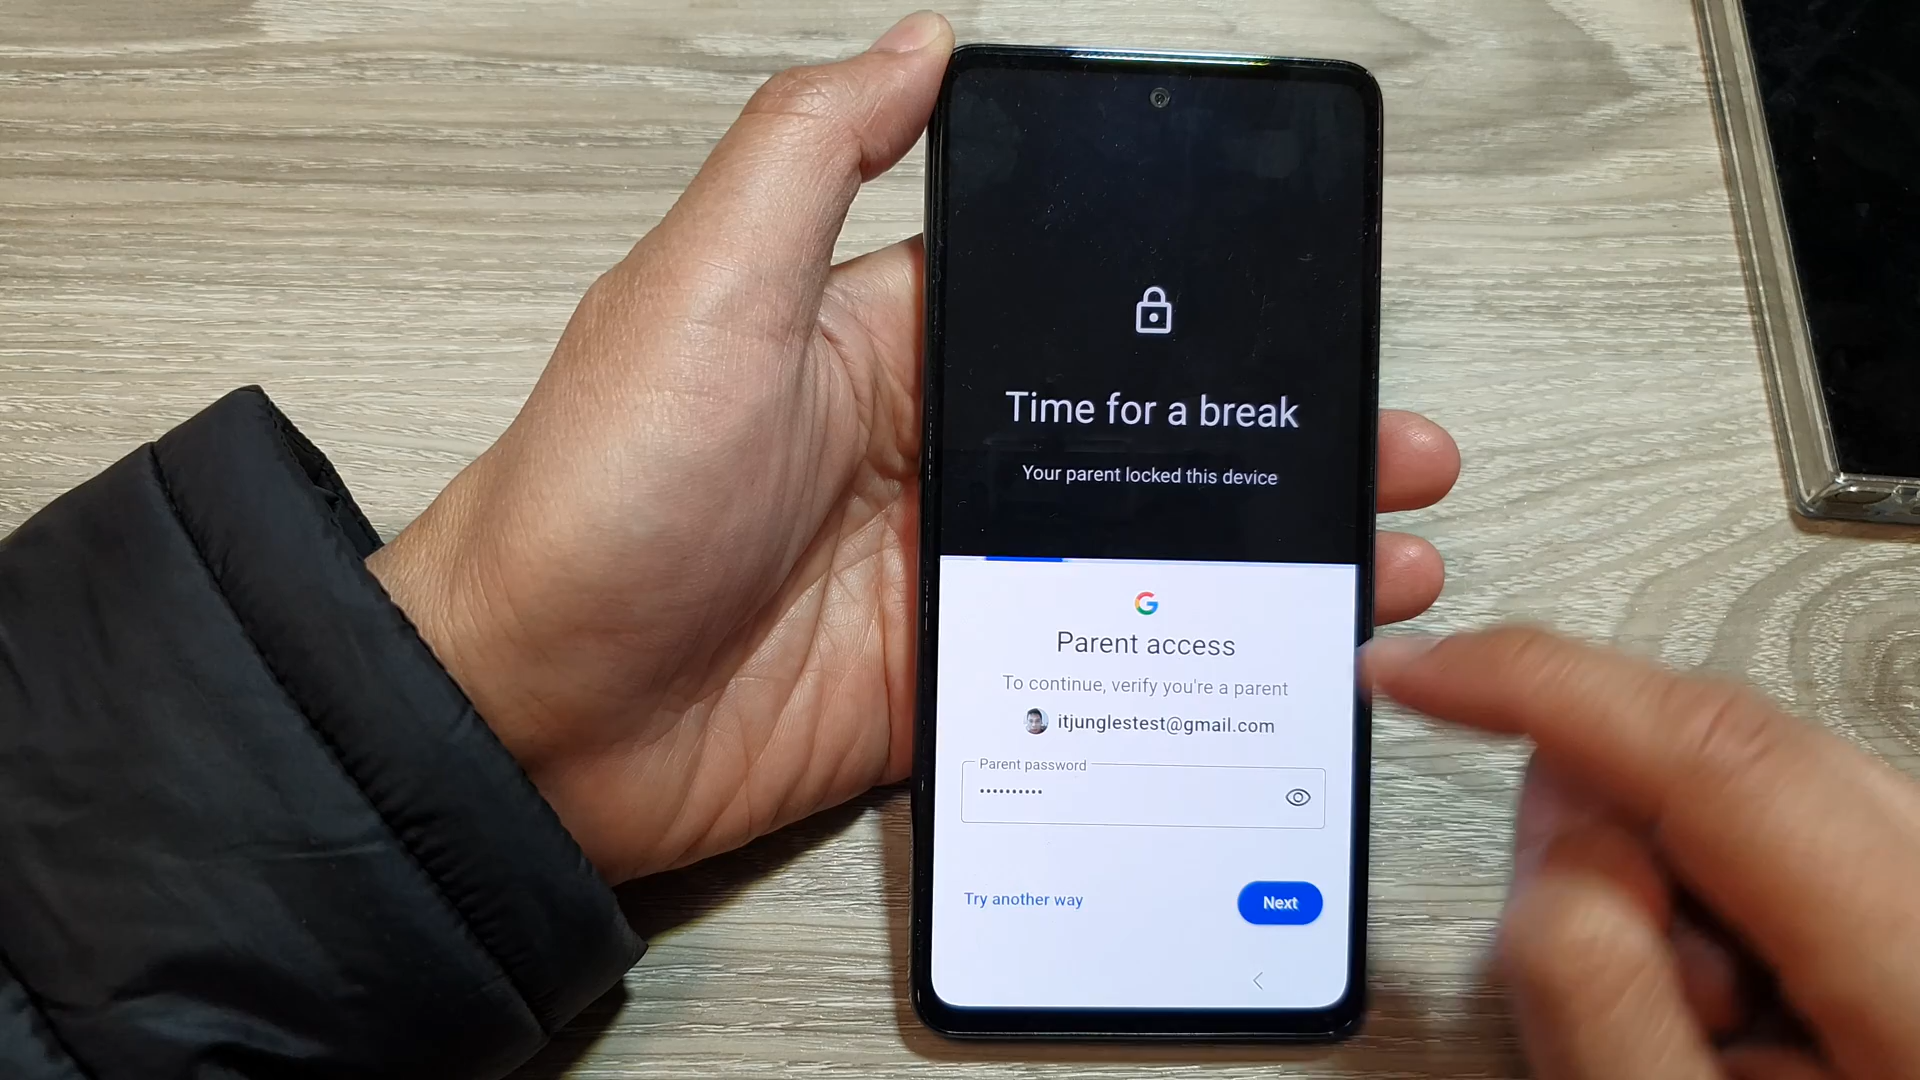 Time for a break
Your parent locked this device
Parent access
To continue, verify you're a parent
itjunglestest@gmail.com
Parent password
••••••••••
Try another way
Next